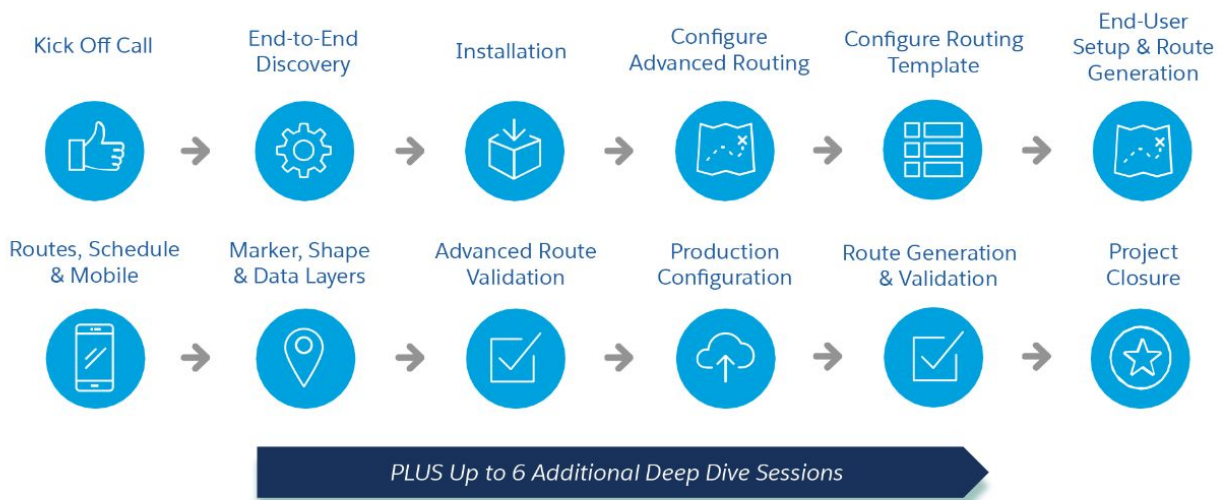 Kick Off Call
End-to-End
Discovery
Installation
Configure
Advanced Routing
Configure Routing
Template
End-User
Setup & Route
Generation
Routes, Schedule
& Mobile
Marker, Shape
& Data Layers
Advanced Route
Validation
Production
Configuration
Route Generation
& Validation
Project
Closure
PLUS Up to 6 Additional Deep Dive Sessions